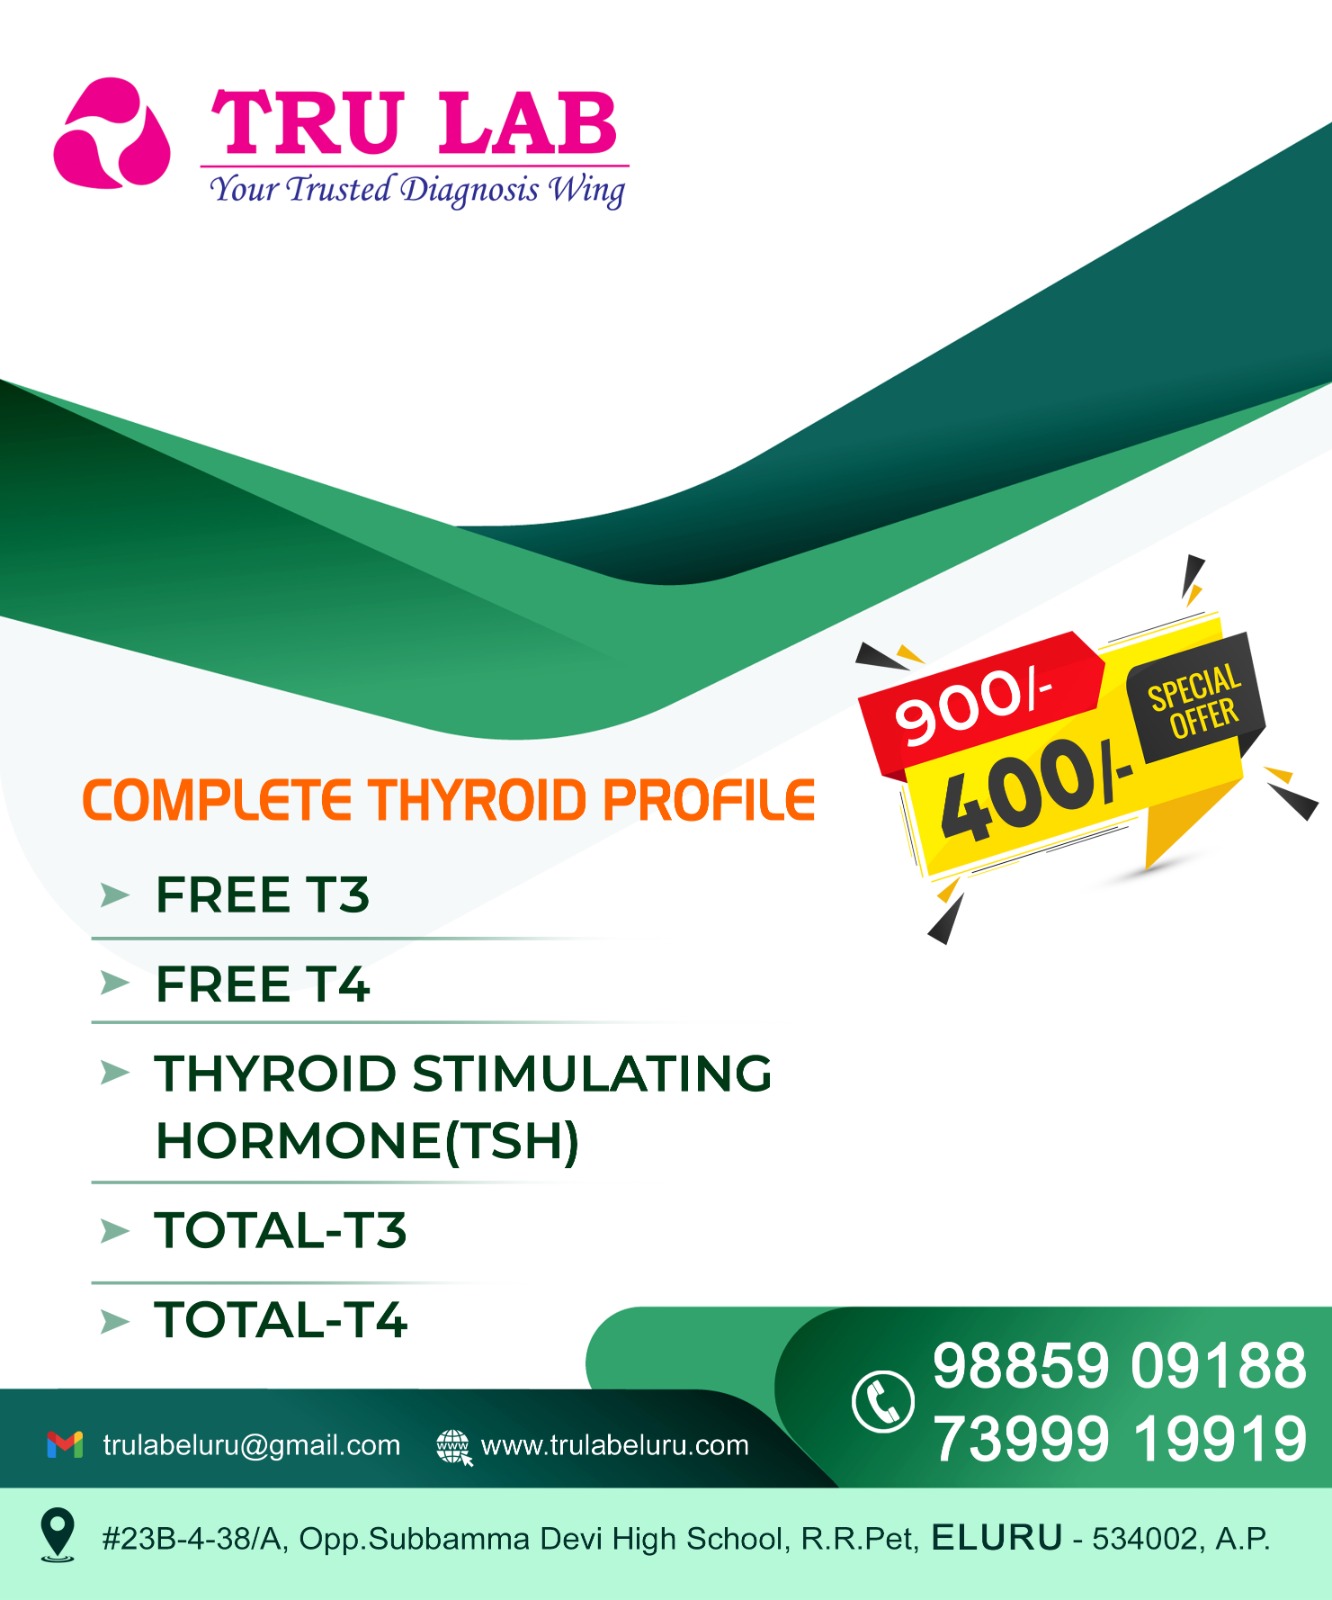 TRU LAB
Your Trusted Diagnosis Wing
900/-
400/-
SPECIAL
OFFER
COMPLETE THYROID PROFILE
FREE T3
FREE T4
THYROID STIMULATING
HORMONE(TSH)
TOTAL-T3
TOTAL-T4
98859 09188
73999 19919
trulabeluru@gmail.com
www
www.trulabeluru.com
#23B-4-38/A, Opp.Subbamma Devi High School, R.R.Pet, ELURU - 534002, A.P.